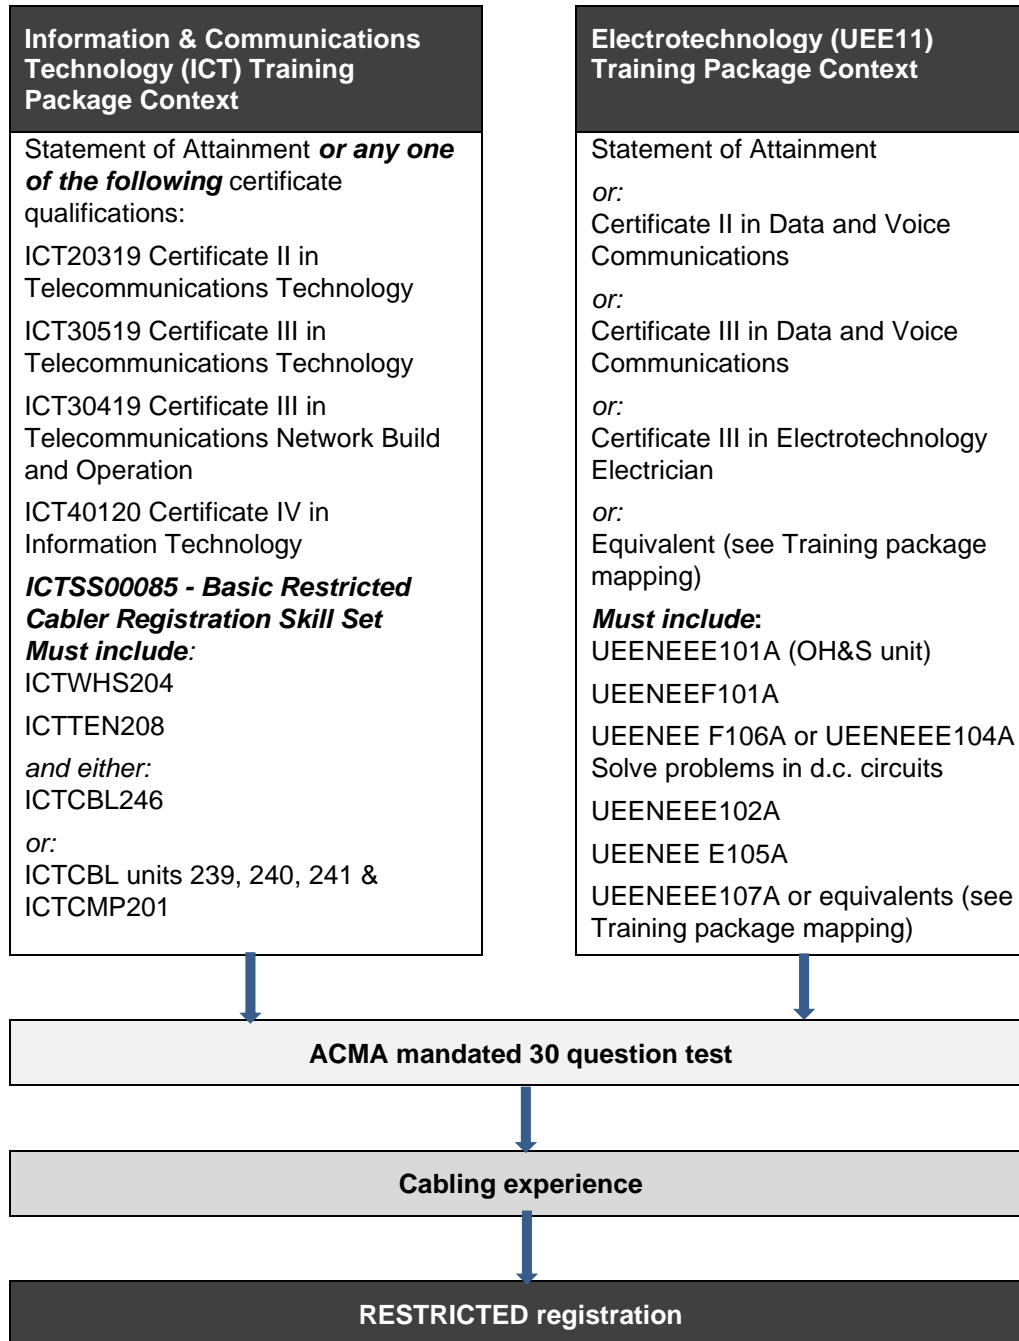 Information & Communications
Technology (ICT) Training
Package Context
Statement of Attainment or any one
of the following certificate
qualifications:
ICT20319 Certificate II in
Telecommunications Technology
ICT30519 Certificate III in
Telecommunications Technology
ICT30419 Certificate III in
Telecommunications Network Build
and Operation
ICT40120 Certificate IV in
Information Technology
ICTSS00085 - Basic Restricted
Cabler Registration Skill Set
Must include:
ICTWHS204
ICTTEN208
and either:
ICTCBL246
or:
ICTCBL units 239, 240, 241 &
ICTCMP201
Electrotechnology (UEE11)
Training Package Context
Statement of Attainment
or:
Certificate II in Data and Voice
Communications
or:
Certificate III in Data and Voice
Communications
or:
Certificate III in Electrotechnology
Electrician
or:
Equivalent (see Training package
mapping)
Must include:
UEENEEE101A (OH&S unit)
UEENEEF101A
UEENEE F106A or UEENEEE104A
Solve problems in d.c. circuits
UEENEEE102A
UEENEE E105A
UEENEEE107A or equivalents (see
Training package mapping)
ACMA mandated 30 question test
Cabling experience
RESTRICTED registration